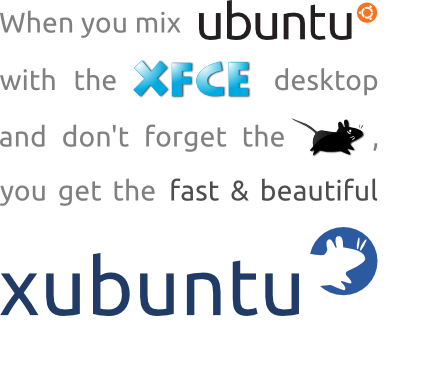 When you mix ubuntu
with the XFCE desktop
and don't forget the ,
you get the fast & beautiful
xubuntu